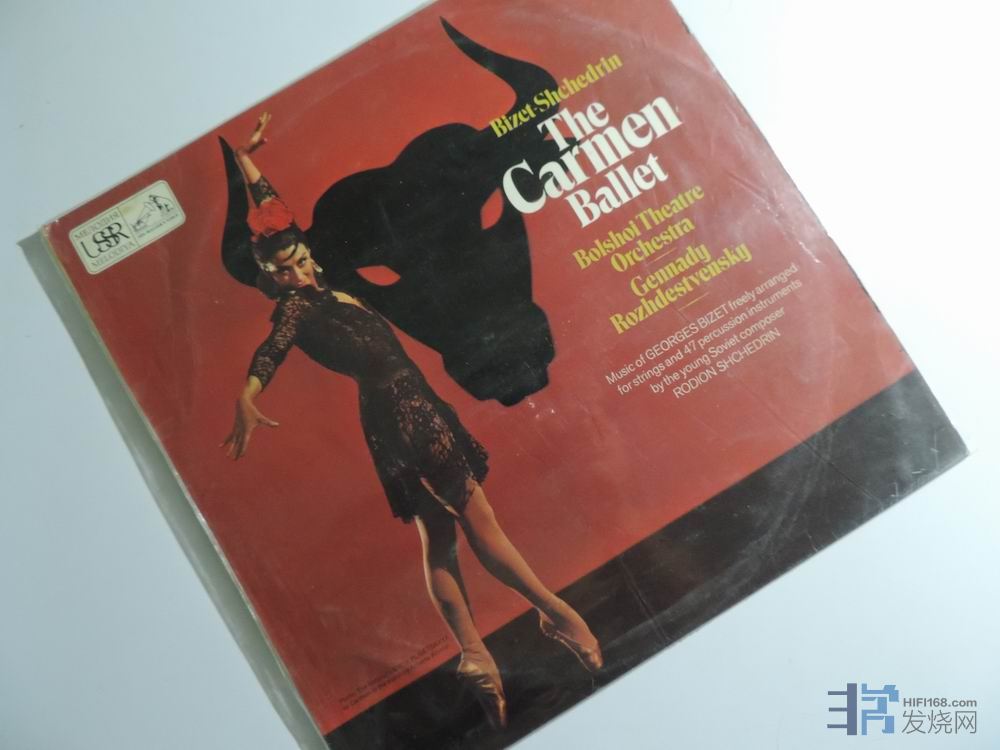 Bizet-Shchedrin
The
Carmen
Ballet
Bolshoi Theatre
Orchestra
Gennady
Rozhdestvensky
Music of GEORGES BIZET freely arranged
for strings and 47 percussion instruments
by the young Soviet composer
RODION SHCHEDRIN
МЕЛОДИЯ
USSR
MELODIYA
HIFI168.com
发烧网